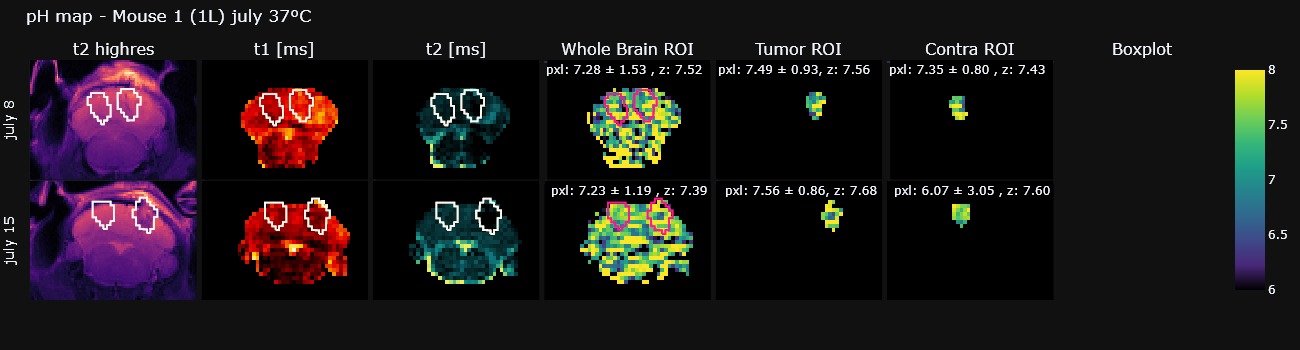 pH map - Mouse 1 (1L) july 37ºC
t2 highres
t1 [ms]
t2 [ms]
Whole Brain ROI
Tumor ROI
Contra ROI
Boxplot
july 8
pxl: 7.28 ± 1.53 , z: 7.52
pxl: 7.49 ± 0.93, z: 7.56
pxl: 7.35 ± 0.80 , z: 7.43
july 15
pxl: 7.23 ± 1.19 , z: 7.39
pxl: 7.56 ± 0.86, z: 7.68
pxl: 6.07 ± 3.05 , z: 7.60
8
7.5
7
6.5
6